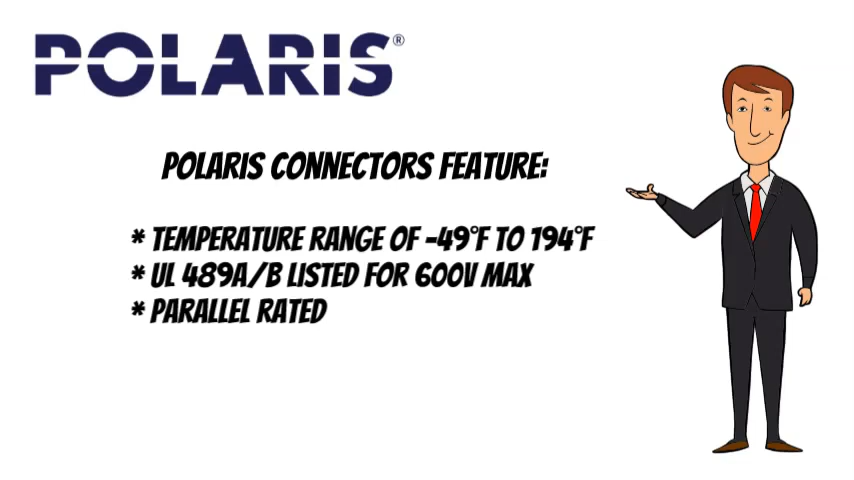 POLARIS®
POLARIS CONNECTORS FEATURE:
* TEMPERATURE RANGE OF -49°F TO 194°F
* UL 489A/B LISTED FOR 600V MAX
* PARALLEL RATED